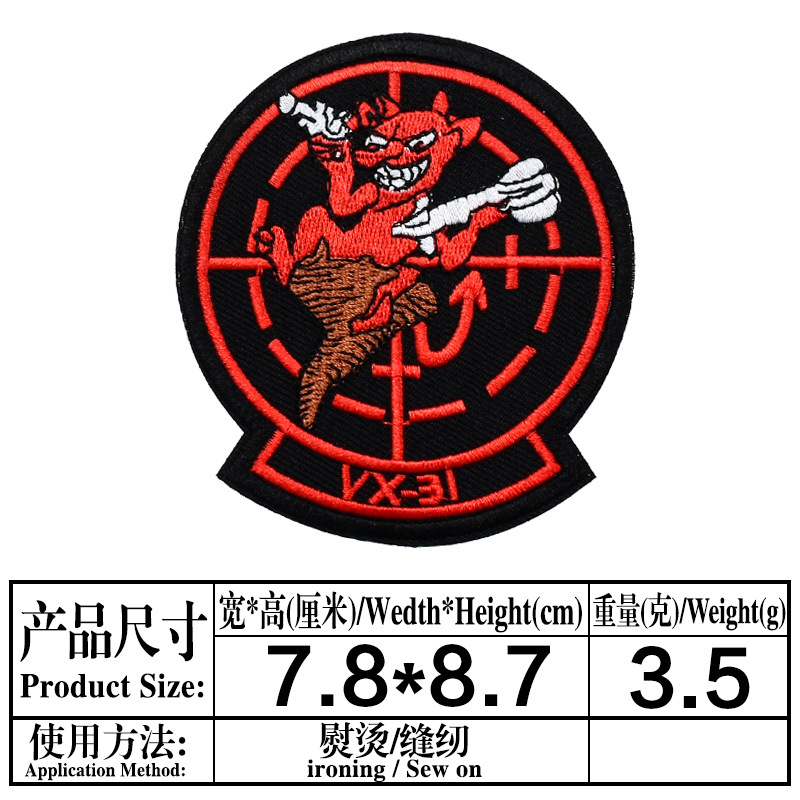 VX-31
产品尺寸
Product Size:
宽*高(厘米)/Wedth*Height(cm)
重量(克)/Weight(g)
7.8*8.7
3.5
使用方法:
Application Method:
熨烫/缝纫
ironing / Sew on